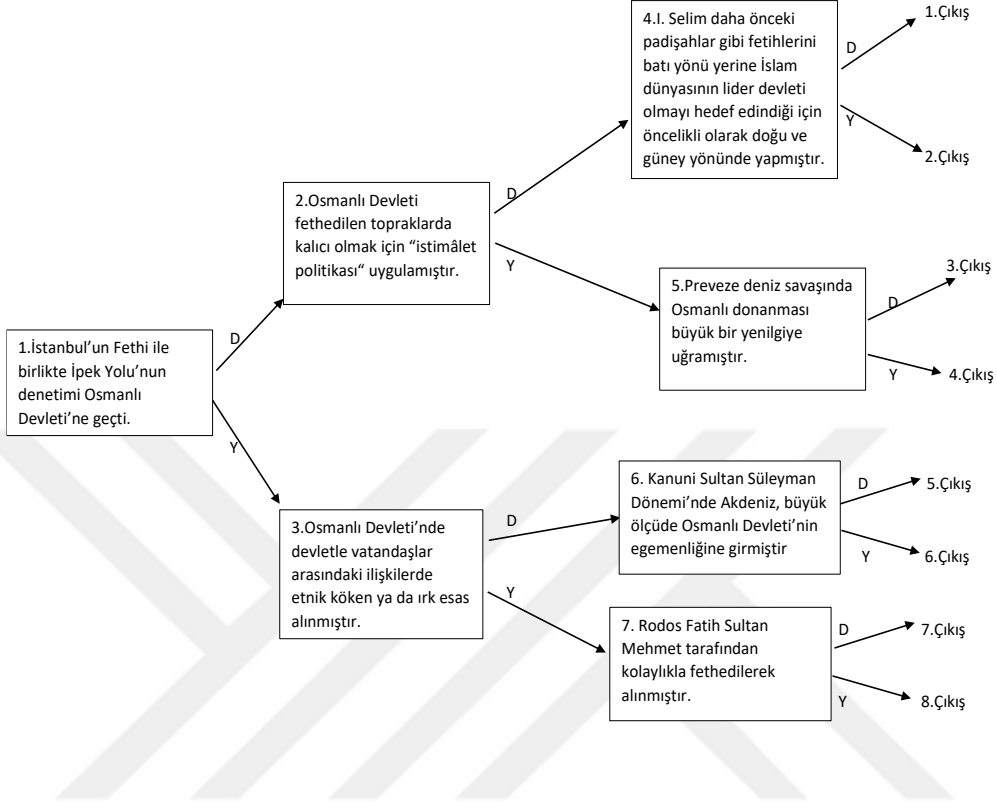 1.İstanbul’un Fethi ile
birlikte İpek Yolu’nun
denetimi Osmanlı
Devleti’ne geçti.
D
Y
2.Osmanlı Devleti
fethedilen topraklarda
kalıcı olmak için “istimâlet
politikası“ uygulamıştır.
D
Y
3.Osmanlı Devleti’nde
devletle vatandaşlar
arasındaki ilişkilerde
etnik köken ya da ırk esas
alınmıştır.
D
Y
4.I. Selim daha önceki
padişahlar gibi fetihlerini
batı yönü yerine İslam
dünyasının lider devleti
olmayı hedef edindiği için
öncelikli olarak doğu ve
güney yönünde yapmıştır.
D
Y
1.Çıkış
2.Çıkış
5.Preveze deniz savaşında
Osmanlı donanması
büyük bir yenilgiye
uğramıştır.
D
Y
3.Çıkış
4.Çıkış
6. Kanuni Sultan Süleyman
Dönemi’nde Akdeniz, büyük
ölçüde Osmanlı Devleti’nin
egemenliğine girmiştir
D
Y
5.Çıkış
6.Çıkış
7. Rodos Fatih Sultan
Mehmet tarafından
kolaylıkla fethedilerek
alınmıştır.
D
Y
7.Çıkış
8.Çıkış